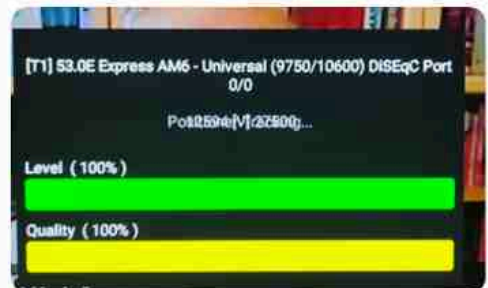 [T1] 53.0E Express AM6 - Universal (9750/10600) DiSEqC Port
0/0
Level ( 100% )
Quality ( 100% )